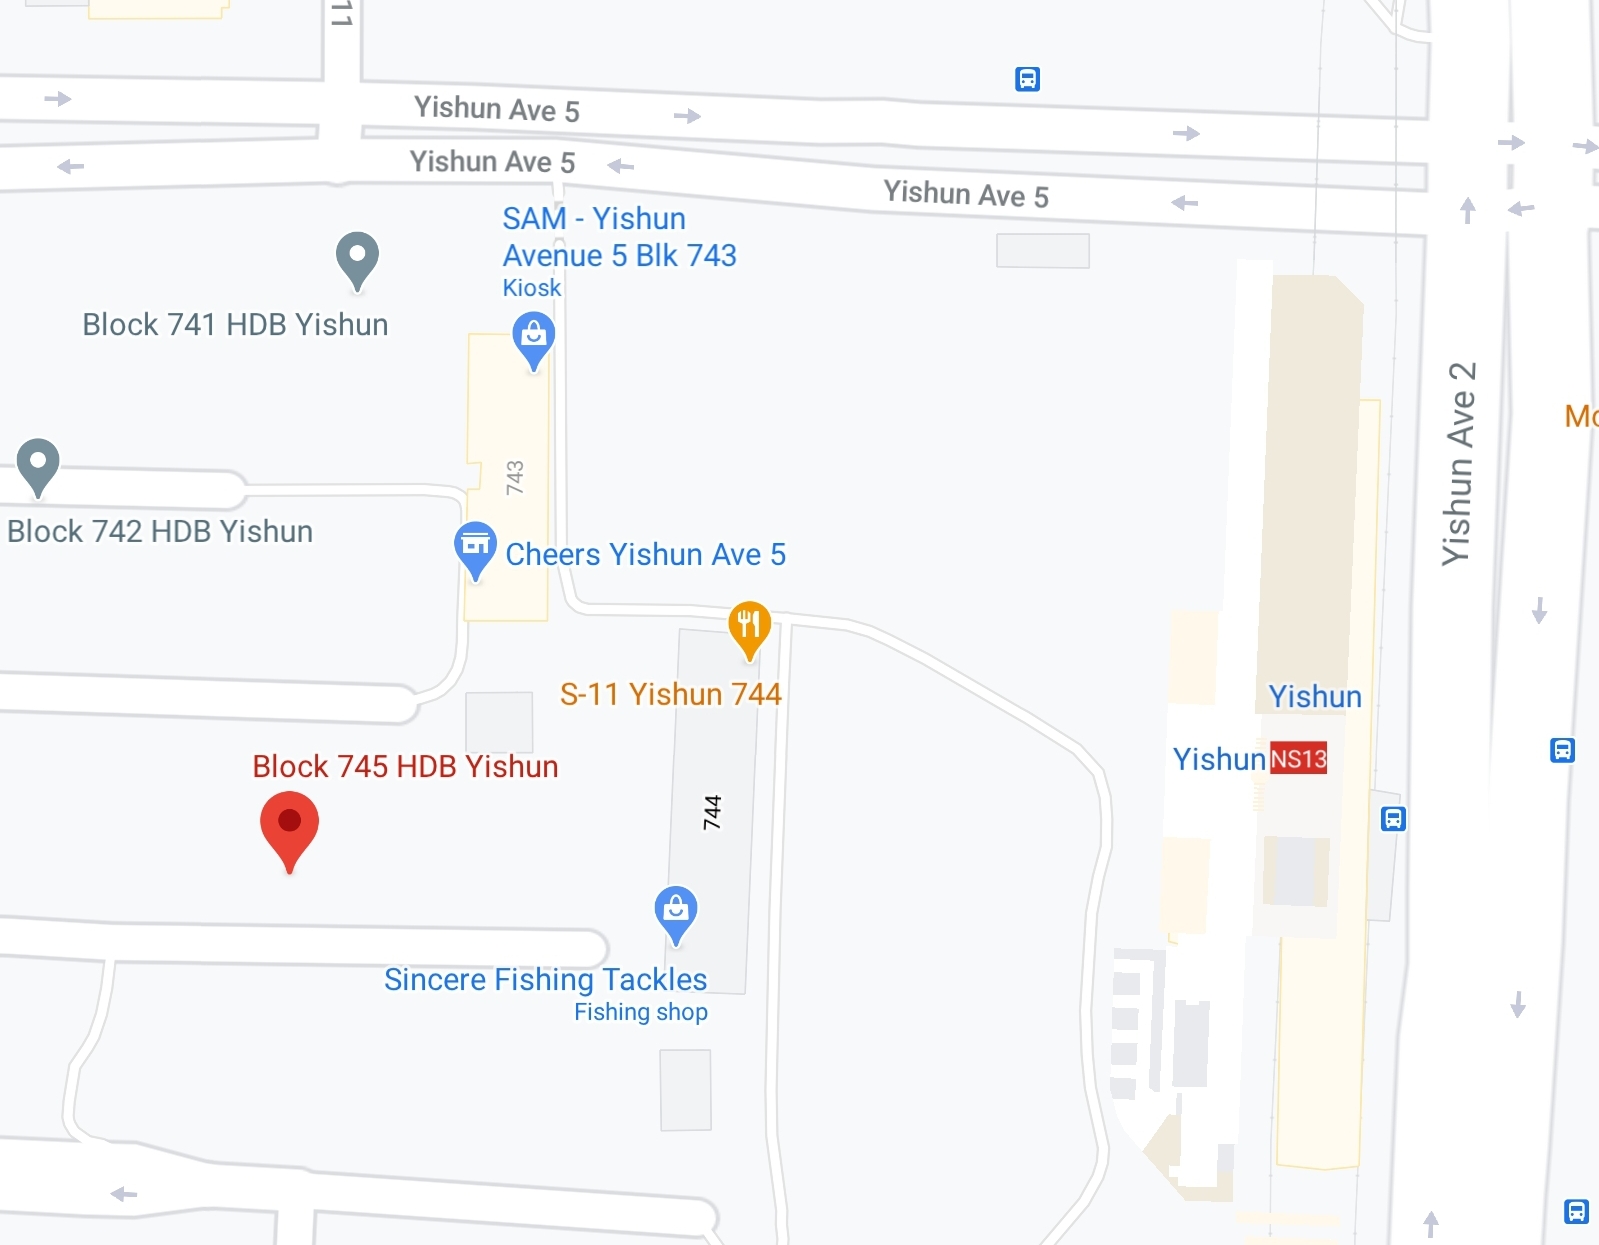 11
Yishun Ave 5
Yishun Ave 5
Yishun Ave 5
SAM - Yishun
Avenue 5 Blk 743
Kiosk
Block 741 HDB Yishun
Yishun Ave 2
743
Block 742 HDB Yishun
Cheers Yishun Ave 5
S-11 Yishun 744
Yishun
Yishun NS13
Block 745 HDB Yishun
744
Sincere Fishing Tackles
Fishing shop